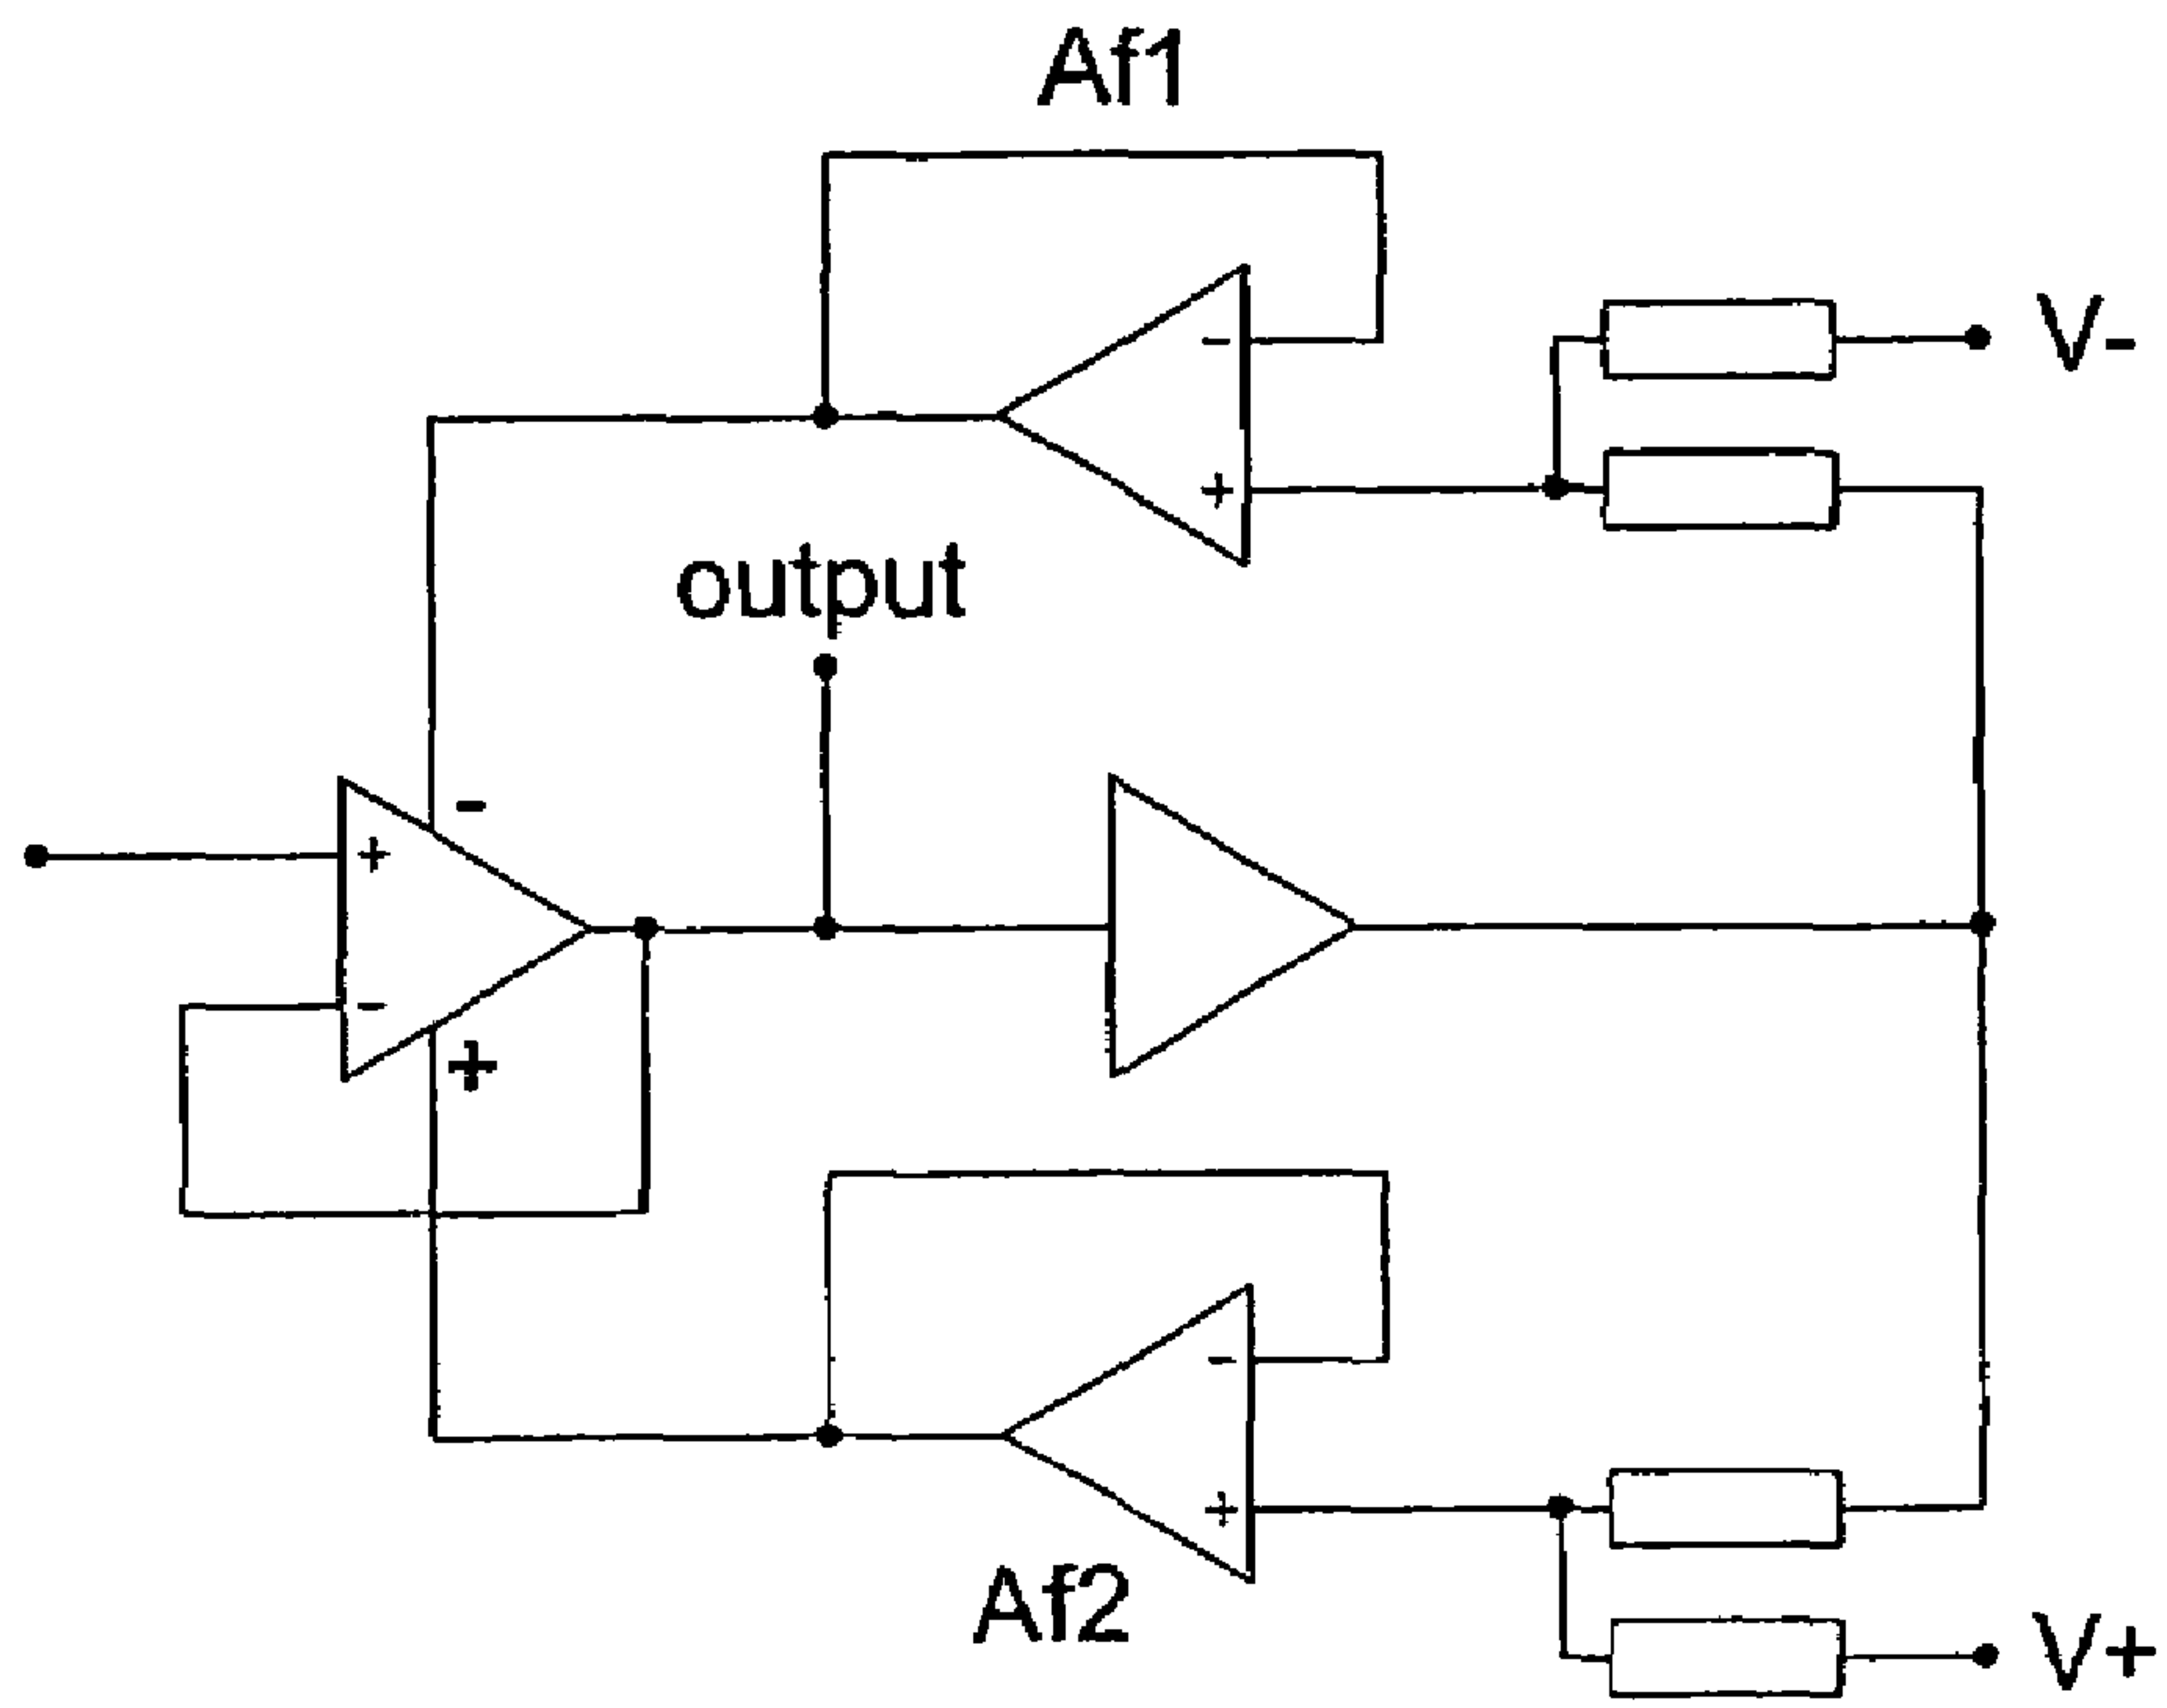 Af1
-
V-
+
output
-
+
-
+
-
+
Af2
V+